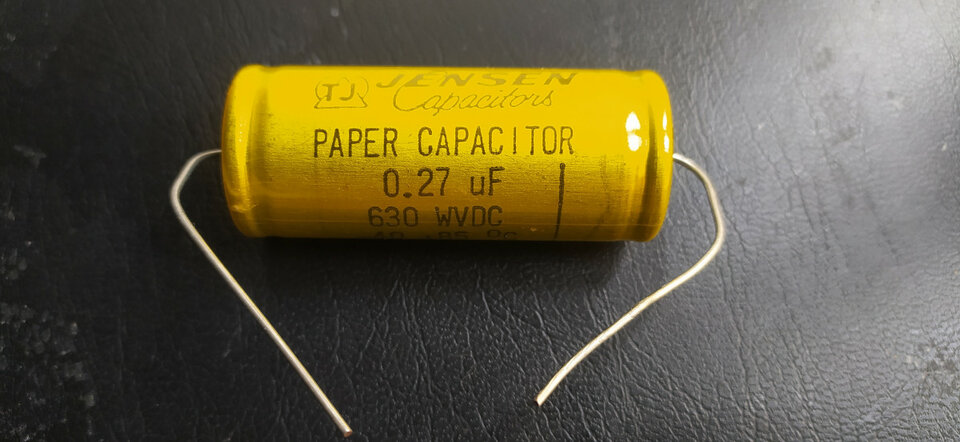 TJ JENSEN
Capacitors
PAPER CAPACITOR
0.27 uF
630 WVDC